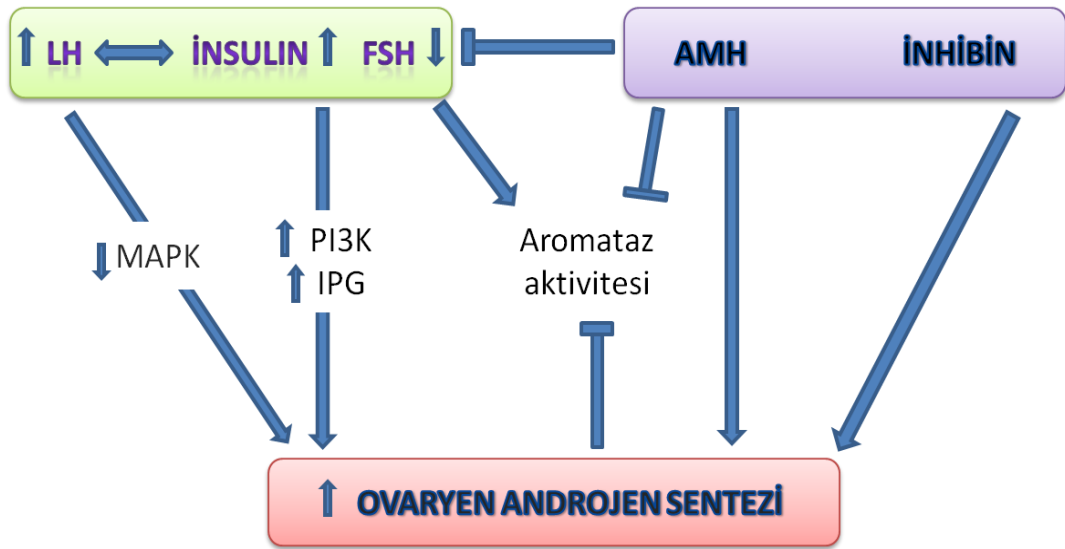 LH İNSULIN FSH
AMH İNHİBİN
MAPK
PI3K
IPG
Aromataz
aktivitesi
OVARYEN ANDROJEN SENTEZİ